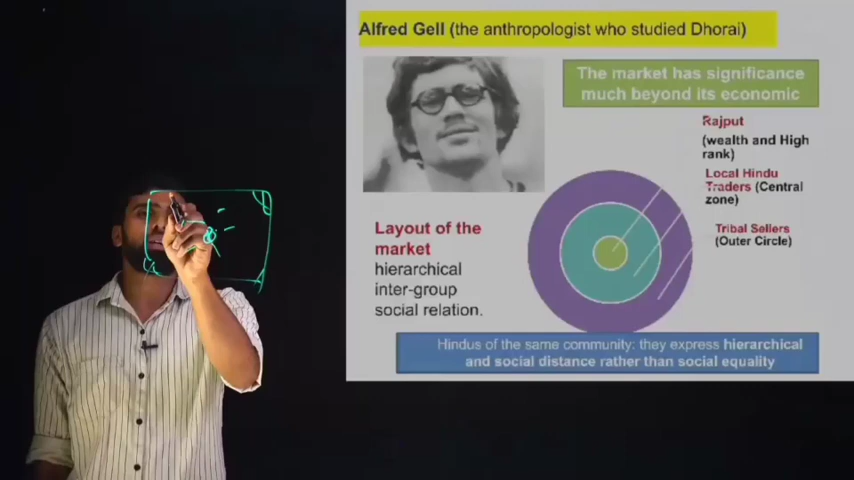 Alfred Gell (the anthropologist who studied Dhorai)
The market has significance
much beyond its economic
Rajput
(wealth and High
rank)
Local Hindu
Traders (Central
zone)
Tribal Sellers
(Outer Circle)
Layout of the
market
hierarchical
inter-group
social relation.
Hindus of the same community: they express hierarchical
and social distance rather than social equality